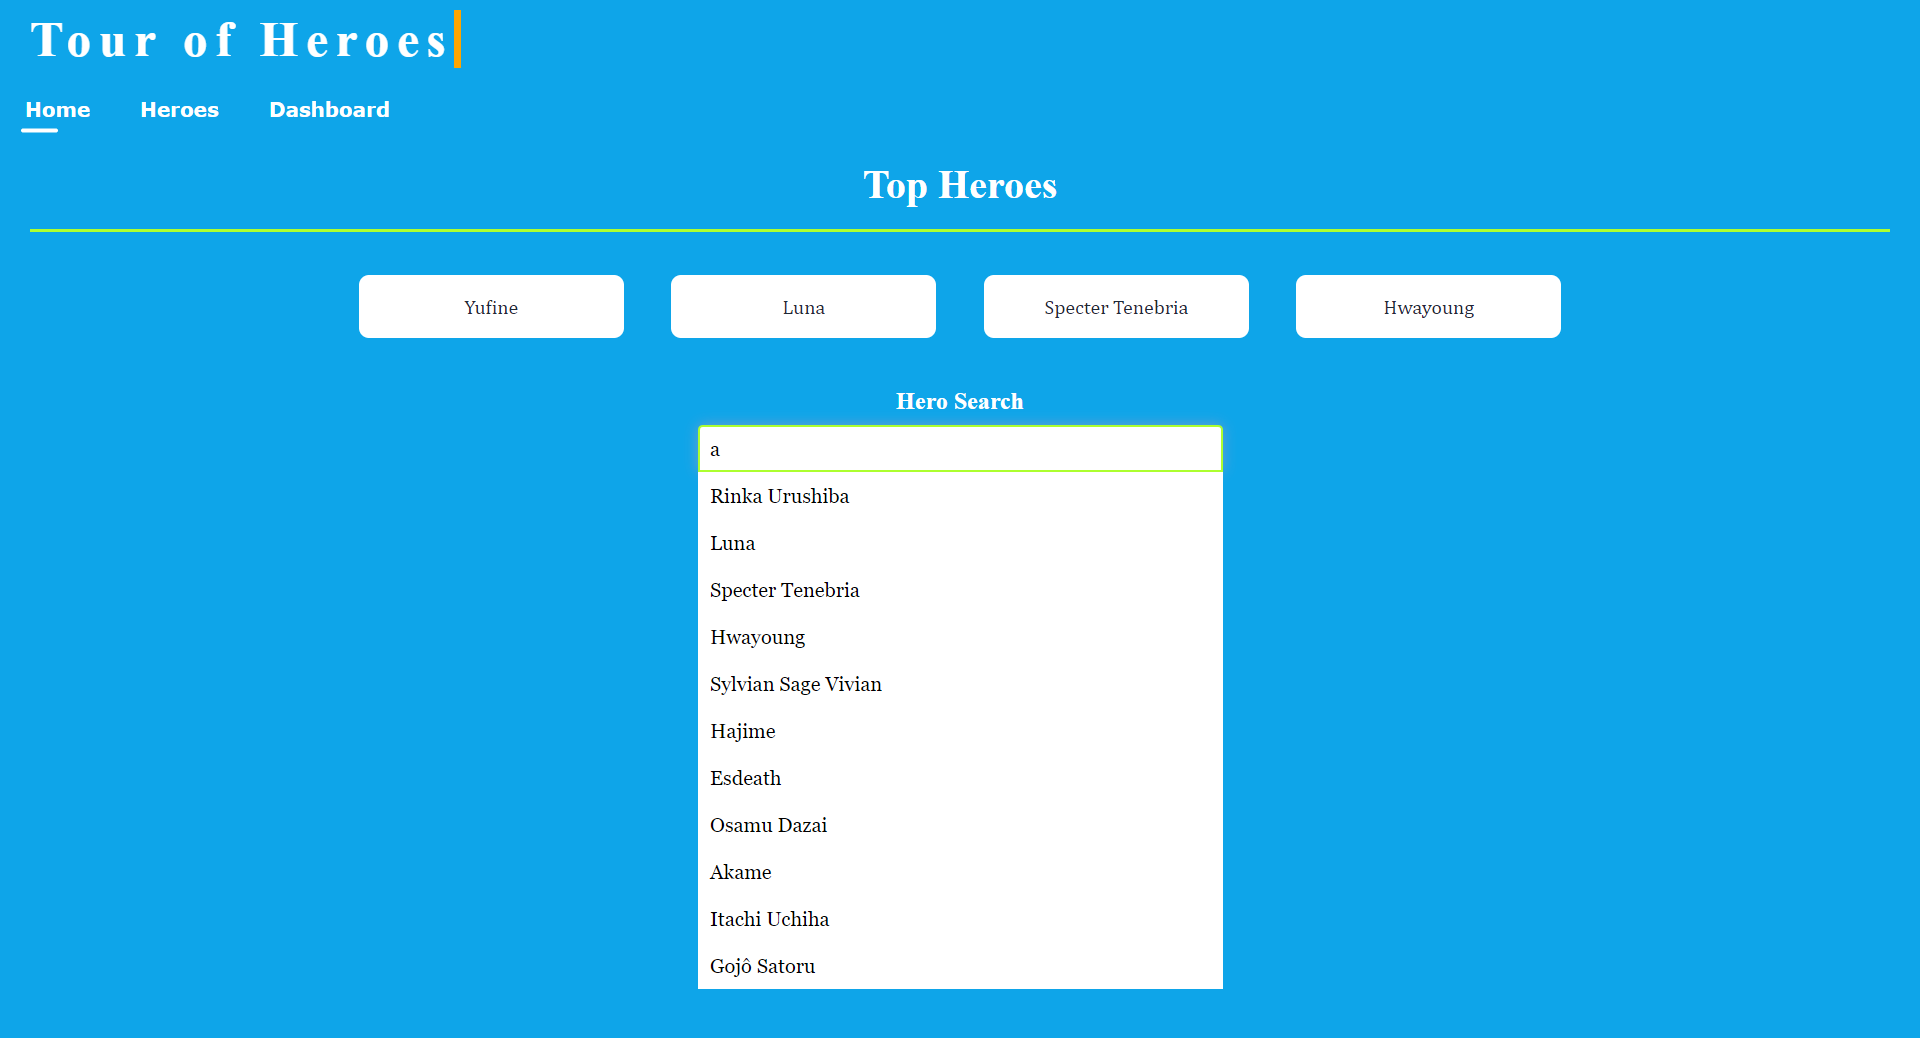 Tour of Heroes
Home Heroes Dashboard
Top Heroes
Yufine Luna Specter Tenebria Hwayoung
Hero Search
a
Rinka Urushiba
Luna
Specter Tenebria
Hwayoung
Sylvian Sage Vivian
Hajime
Esdeath
Osamu Dazai
Akame
Itachi Uchiha
Gojô Satoru